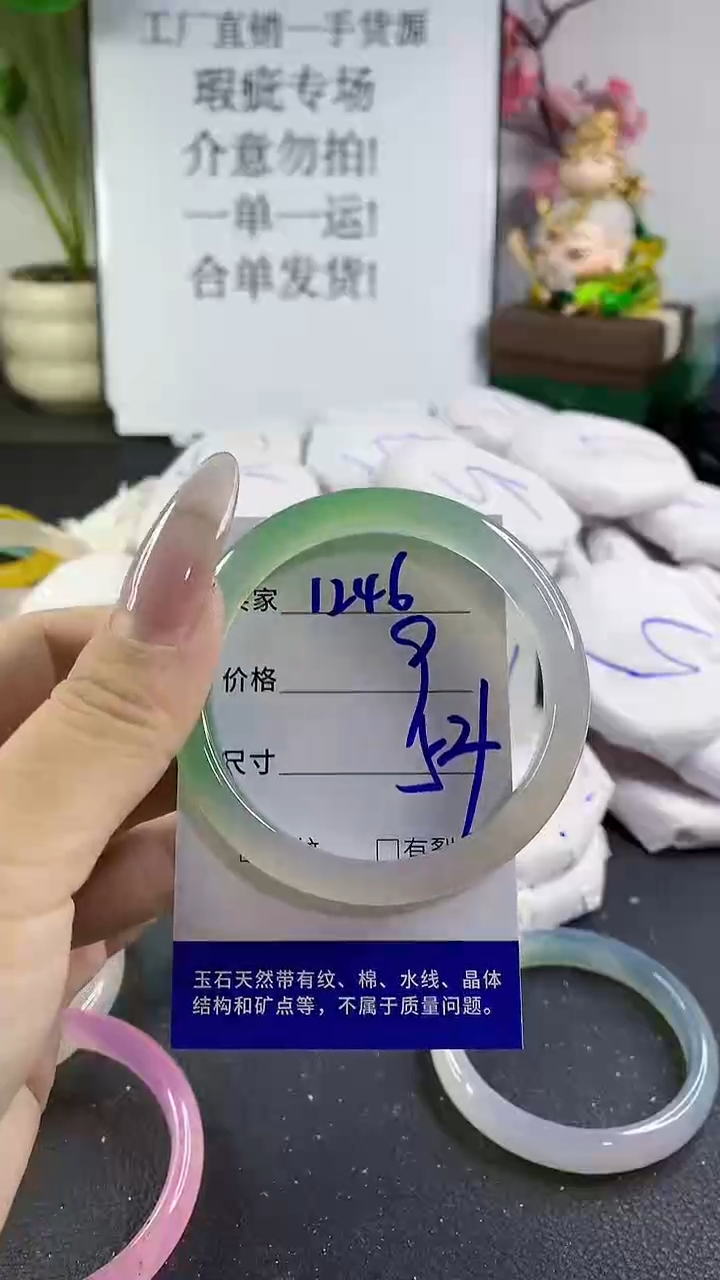 工厂直销一手货源
瑕疵专场
介意勿拍!
一单一运!
合单发货!
家 1246
价格
尺寸 54
纹 □有裂
玉石天然带有纹、棉、水线、晶体
结构和矿点等，不属于质量问题。